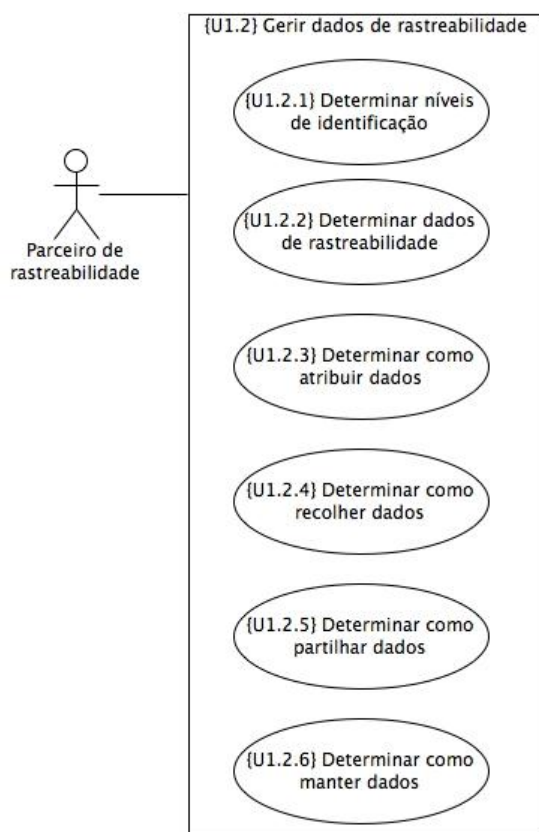 {U1.2} Gerir dados de rastreabilidade
{U1.2.1} Determinar níveis
de identificação
{U1.2.2} Determinar dados
de rastreabilidade
Parceiro de
rastreabilidade
{U1.2.3} Determinar como
atribuir dados
{U1.2.4} Determinar como
recolher dados
{U1.2.5} Determinar como
partilhar dados
{U1.2.6} Determinar como
manter dados